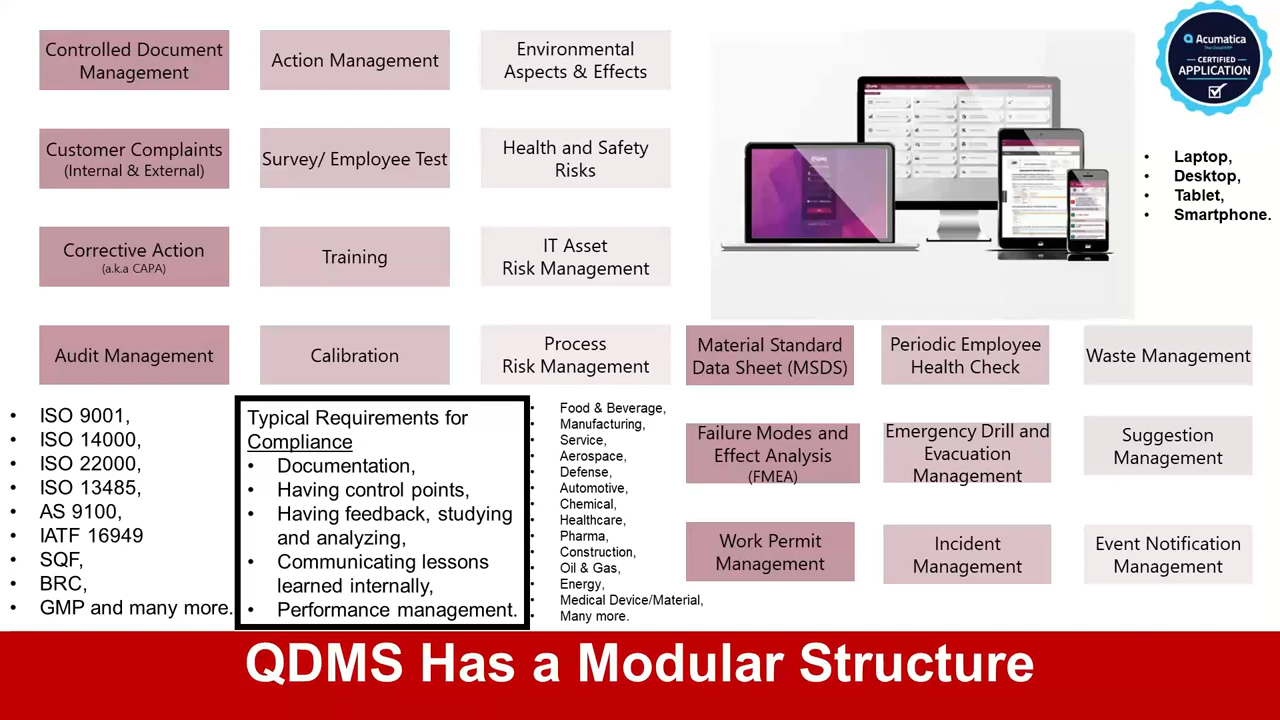 Controlled Document
Management
Action Management
Environmental
Aspects & Effects
Customer Complaints
(Internal & External)
Survey/ Employee Test
Health and Safety
Risks
Corrective Action
(a.k.a CAPA)
Training
IT Asset
Risk Management
Audit Management
Calibration
Process
Risk Management
Acumatica
The Cloud ERP
CERTIFIED
APPLICATION
• Laptop,
• Desktop,
• Tablet,
• Smartphone.
Material Standard
Data Sheet (MSDS)
Periodic Employee
Health Check
Waste Management
Failure Modes and
Effect Analysis
(FMEA)
Emergency Drill and
Evacuation
Management
Suggestion
Management
Work Permit
Management
Incident
Management
Event Notification
Management
• ISO 9001,
• ISO 14000,
• ISO 22000,
• ISO 13485,
• AS 9100,
• IATF 16949
• SQF,
• BRC,
• GMP and many more.
Typical Requirements for
Compliance
• Documentation,
• Having control points,
• Having feedback, studying
and analyzing,
• Communicating lessons
learned internally,
• Performance management.
• Food & Beverage,
• Manufacturing,
• Service,
• Aerospace,
• Defense,
• Automotive,
• Chemical,
• Healthcare,
• Pharma,
• Construction,
• Oil & Gas,
• Energy,
• Medical Device/Material,
• Many more.
QDMS Has a Modular Structure